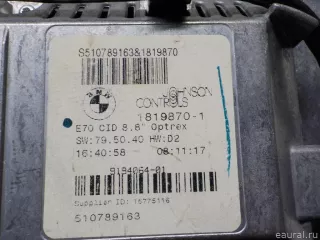 S510789163&1819870
BMW
JOHNSON
CONTROLS
1819870-1
E70 CID 8.8" Optrex
SW:79.50.40 HW:D2
16:40:58 08:11:17
9194064-01
Supplier ID: 15775116
510789163
eaural.ru